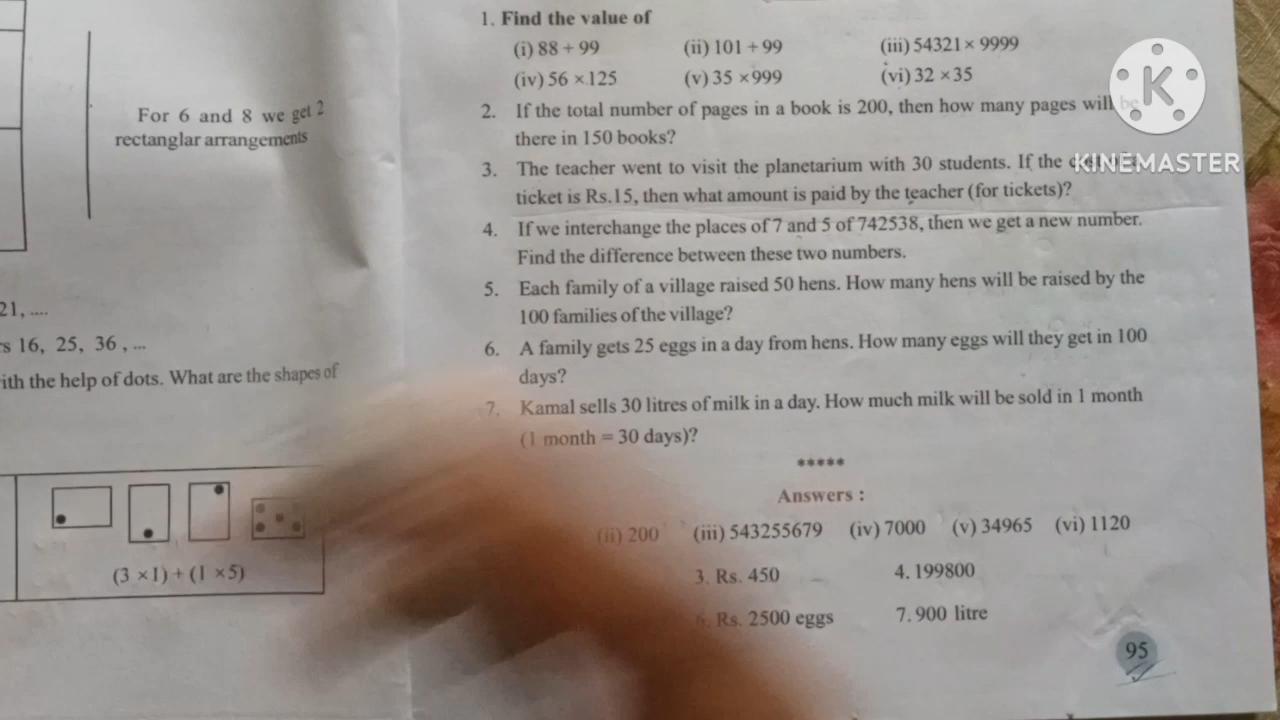 For 6 and 8 we get 2
rectanglar arrangements
21, ....
s 16, 25, 36 , ...
ith the help of dots. What are the shapes of
(3 ×1) + (1 ×5)
1. Find the value of
(i) 88 + 99 (ii) 101 + 99 (iii) 54321 × 9999
(iv) 56 × 125 (v) 35 ×999 (vi) 32 ×35
2. If the total number of pages in a book is 200, then how many pages will be
there in 150 books?
3. The teacher went to visit the planetarium with 30 students. If the
ticket is Rs.15, then what amount is paid by the teacher (for tickets)?
4. If we interchange the places of 7 and 5 of 742538, then we get a new number.
Find the difference between these two numbers.
5. Each family of a village raised 50 hens. How many hens will be raised by the
100 families of the village?
6. A family gets 25 eggs in a day from hens. How many eggs will they get in 100
days?
7. Kamal sells 30 litres of milk in a day. How much milk will be sold in 1 month
(1 month = 30 days)?
*****
Answers :
(ii) 200 (iii) 543255679 (iv) 7000 (v) 34965 (vi) 1120
3. Rs. 450 4. 199800
6. Rs. 2500 eggs 7. 900 litre
95
K
KINEMASTER